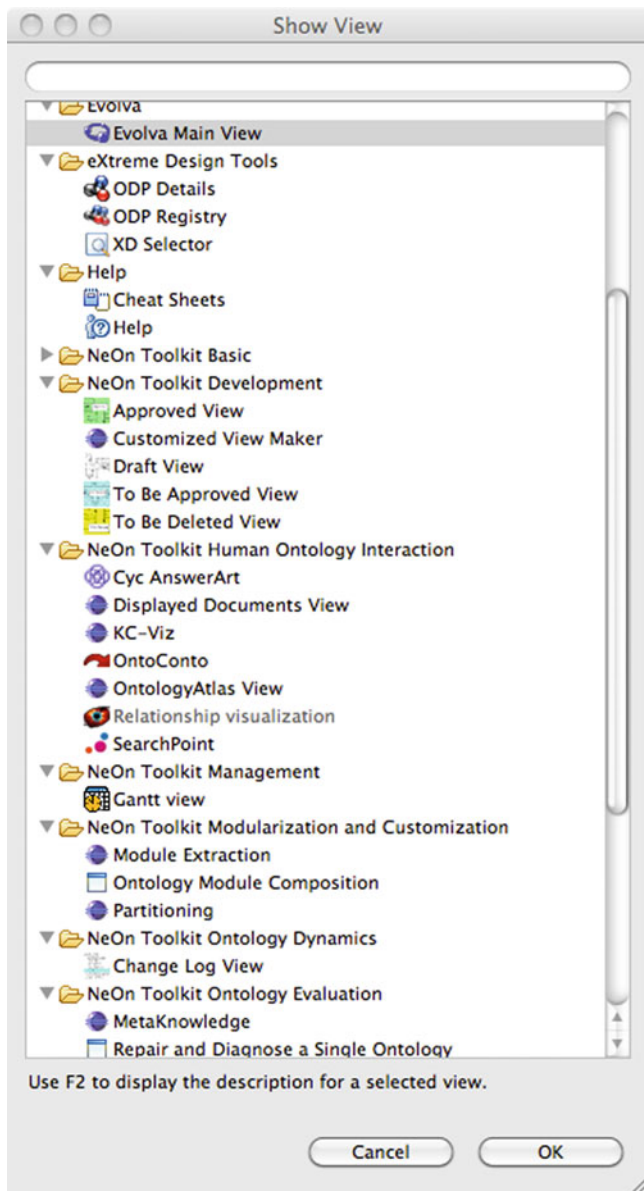 Show View
Evolva
Evolva Main View
eXtreme Design Tools
ODP Details
ODP Registry
XD Selector
Help
Cheat Sheets
Help
NeOn Toolkit Basic
NeOn Toolkit Development
Approved View
Customized View Maker
Draft View
To Be Approved View
To Be Deleted View
NeOn Toolkit Human Ontology Interaction
Cyc AnswerArt
Displayed Documents View
KC-Viz
OntoConto
OntologyAtlas View
Relationship visualization
SearchPoint
NeOn Toolkit Management
Gantt view
NeOn Toolkit Modularization and Customization
Module Extraction
Ontology Module Composition
Partitioning
NeOn Toolkit Ontology Dynamics
Change Log View
NeOn Toolkit Ontology Evaluation
MetaKnowledge
Repair and Diagnose a Single Ontology
Use F2 to display the description for a selected view.
Cancel OK